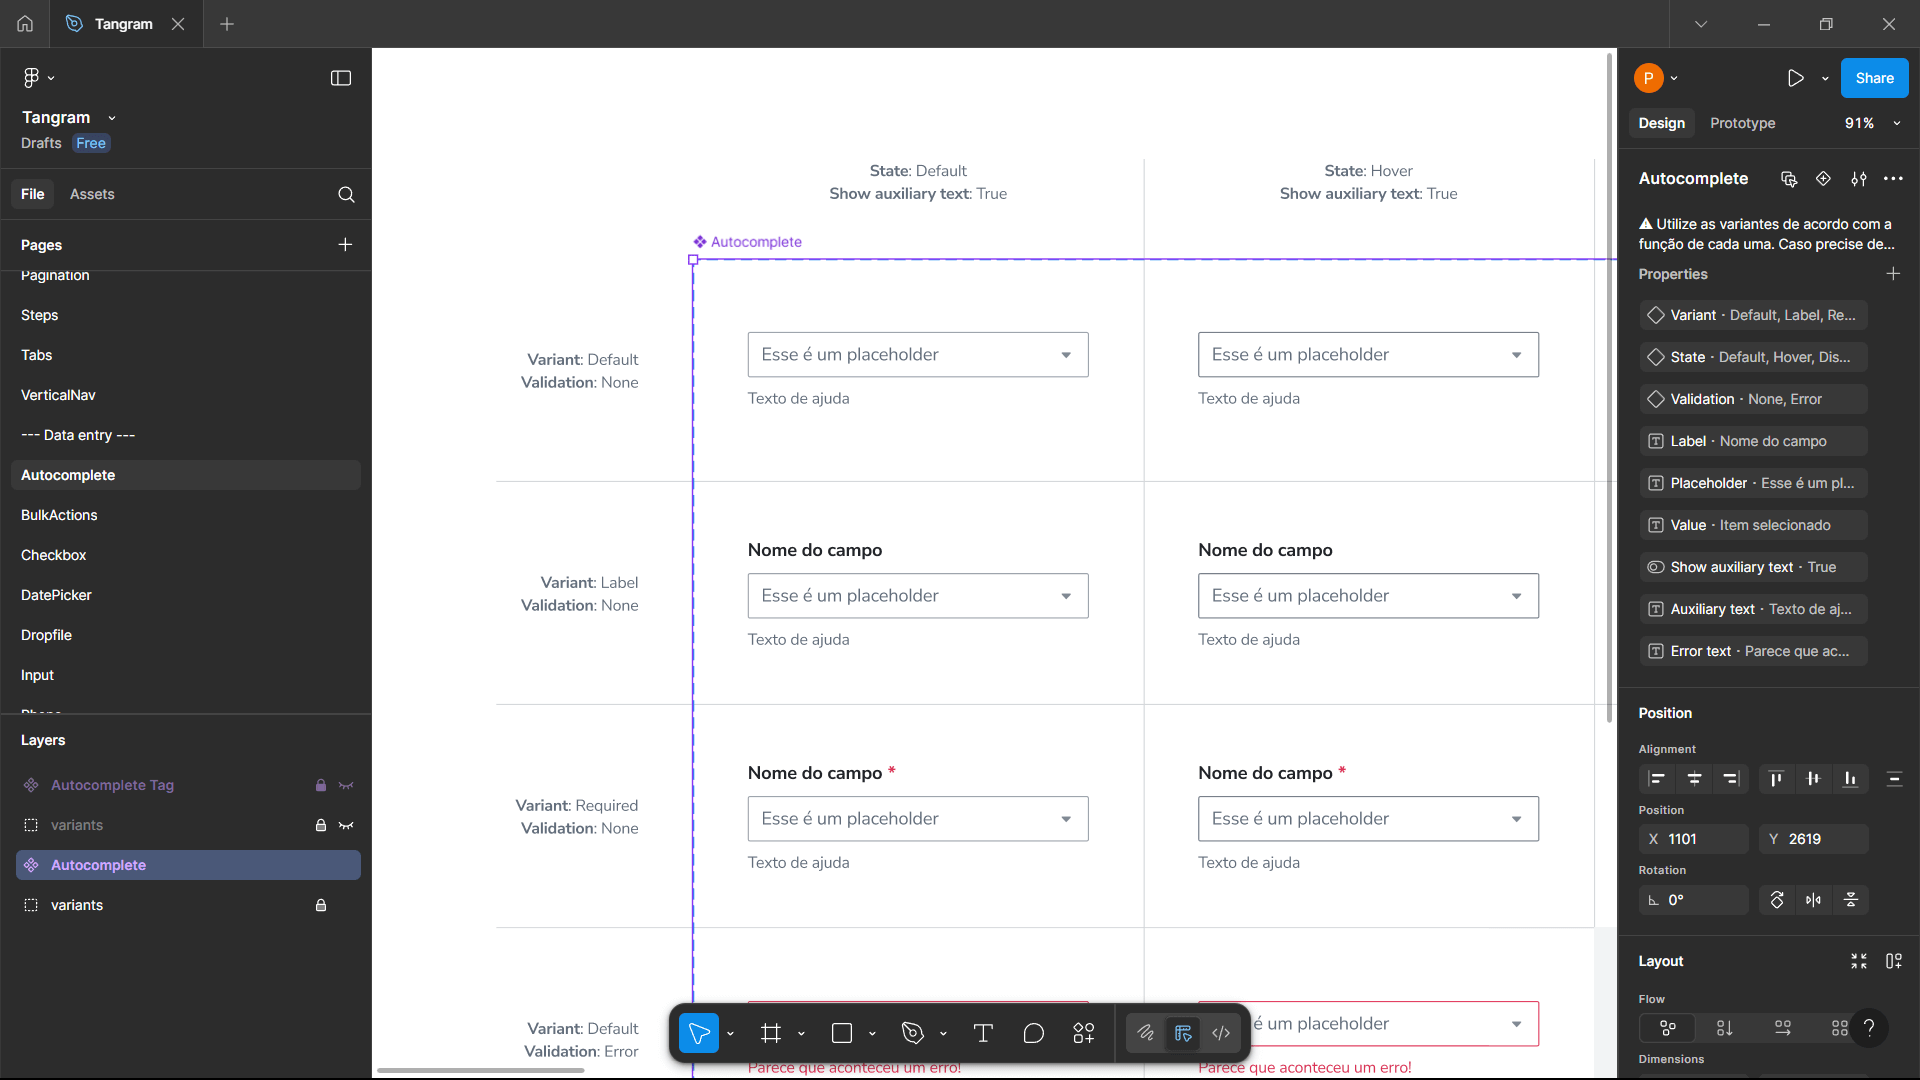 Tangram
Tangram
Drafts Free
File Assets
Pages
Pagination
Steps
Tabs
VerticalNav
--- Data entry ---
Autocomplete
BulkActions
Checkbox
DatePicker
Dropfile
Input
Layers
Autocomplete Tag
variants
Autocomplete
variants
State: Default
Show auxiliary text: True
State: Hover
Show auxiliary text: True
Autocomplete
Variant: Default
Validation: None
Esse é um placeholder
Texto de ajuda
Esse é um placeholder
Texto de ajuda
Variant: Label
Validation: None
Nome do campo
Esse é um placeholder
Texto de ajuda
Nome do campo
Esse é um placeholder
Texto de ajuda
Variant: Required
Validation: None
Nome do campo *
Esse é um placeholder
Texto de ajuda
Nome do campo *
Esse é um placeholder
Texto de ajuda
Variant: Default
Validation: Error
Parece que aconteceu um erro!
é um placeholder
Parece que aconteceu um erro!
P
Share
Design Prototype 91%
Autocomplete
Utilize as variantes de acordo com a
função de cada uma. Caso precise de...
Properties
Variant · Default, Label, Re...
State · Default, Hover, Dis...
Validation · None, Error
Label · Nome do campo
Placeholder · Esse é um pl...
Value · Item selecionado
Show auxiliary text · True
Auxiliary text · Texto de aj...
Error text · Parece que ac...
Position
Alignment
Position
X 1101 Y 2619
Rotation
0°
Layout
Flow
?
Dimensions